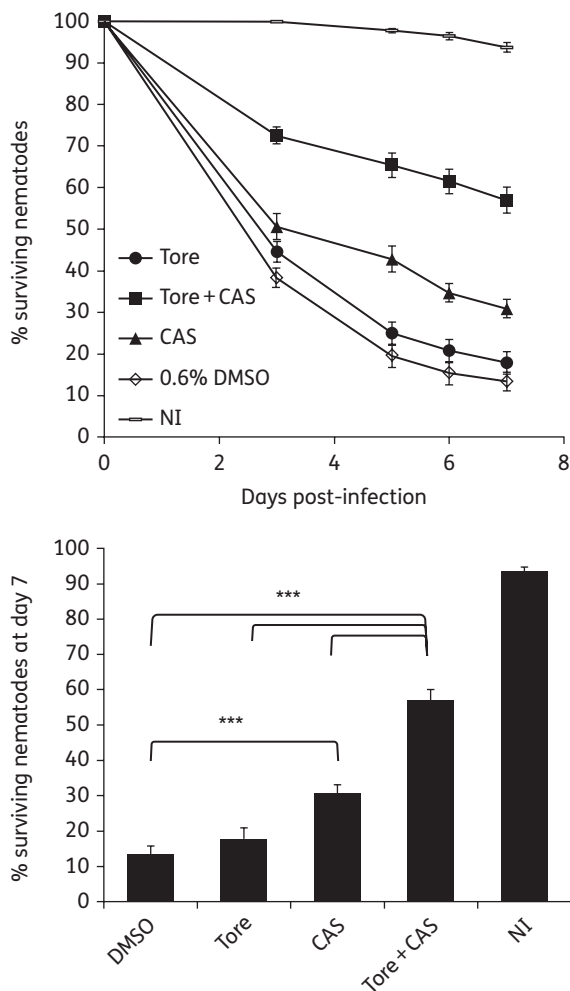 100
90
80
70
60
50
40
30
20
10
0
% surviving nematodes
Tore
Tore + CAS
CAS
0.6% DMSO
NI
0 2 4 6 8
Days post-infection
100
90
80
70
60
50
40
30
20
10
0
% surviving nematodes at day 7
***
***
DMSO Tore CAS Tore + CAS NI